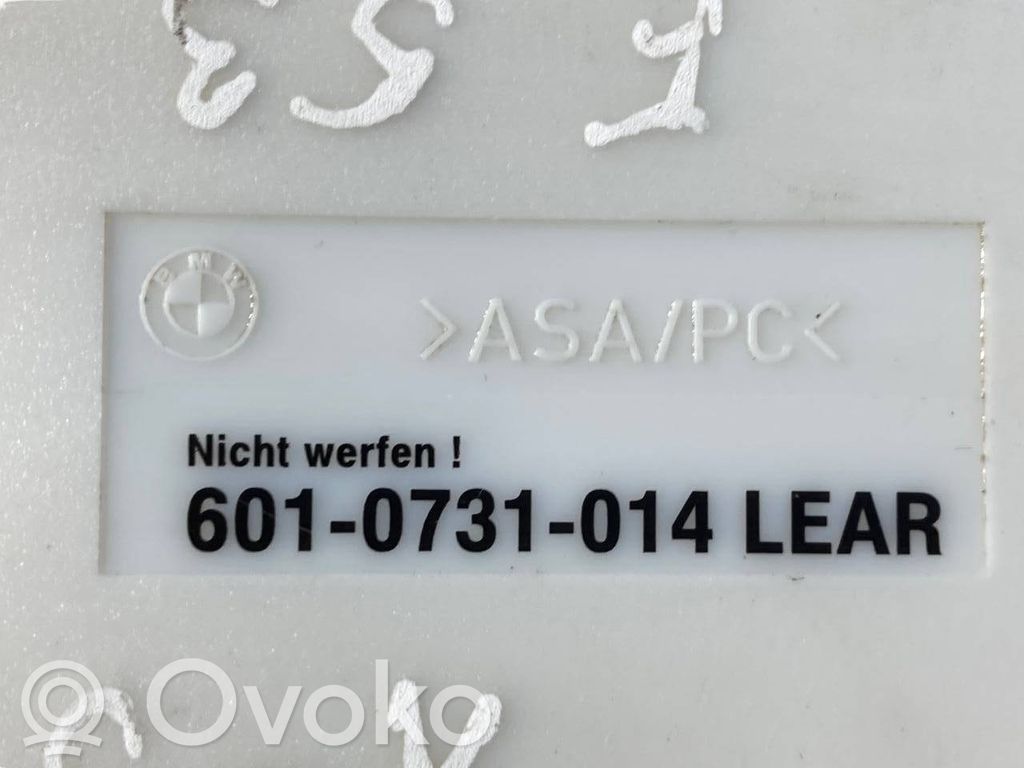 BMW
>ASA/PC<
Nicht werfen !
601-0731-014 LEAR
Ovoko